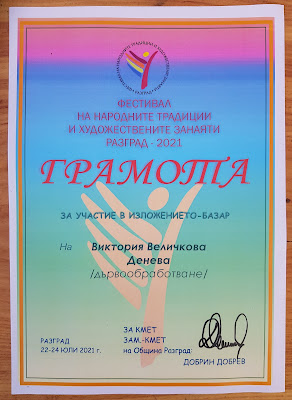 ФЕСТИВАЛ
НА НАРОДНИТЕ ТРАДИЦИИ
И ХУДОЖЕСТВЕНИТЕ ЗАНАЯТИ
РАЗГРАД - 2021
ГРАМОТА
ЗА УЧАСТИЕ В ИЗЛОЖЕНИЕТО-БАЗАР
На Виктория Величкова
Денева
/дървообработване/
РАЗГРАД
22-24 ЮЛИ 2021 г.
ЗА КМЕТ
ЗАМ.-КМЕТ
на Община Разград:
ДОБРИН ДОБРЕВ